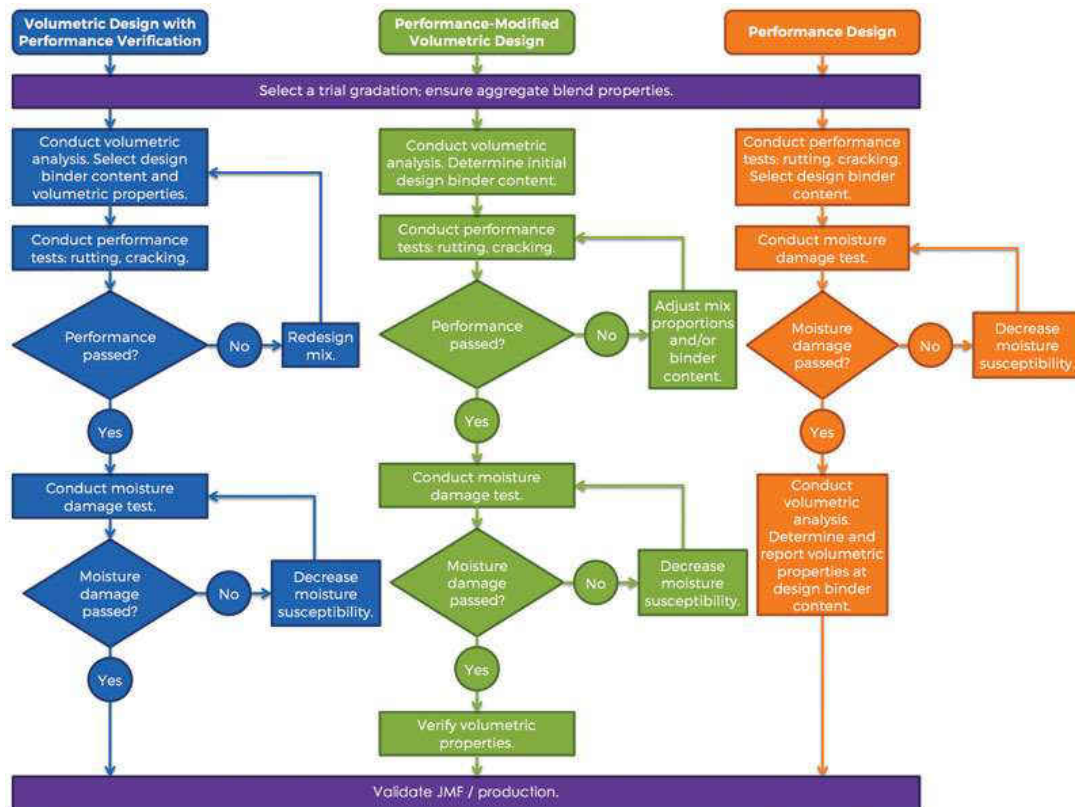 Volumetric Design with
Performance Verification
Performance-Modified
Volumetric Design
Performance Design
Select a trial gradation; ensure aggregate blend properties.
Conduct volumetric
analysis. Select design
binder content and
volumetric properties.
Conduct performance
tests: rutting, cracking.
Performance
passed?
No
Redesign
mix.
Yes
Conduct moisture
damage test.
Moisture
damage
passed?
No
Decrease
moisture
susceptibility.
Yes
Conduct volumetric
analysis. Determine initial
design binder content.
Conduct performance
tests: rutting, cracking.
Performance
passed?
No
Adjust mix
proportions
and/or
binder
content.
Yes
Conduct moisture
damage test.
Moisture
damage
passed?
No
Decrease
moisture
susceptibility.
Yes
Verify volumetric
properties.
Conduct performance
tests: rutting, cracking.
Select design binder
content.
Conduct moisture
damage test.
Moisture
damage
passed?
No
Decrease
moisture
susceptibility.
Yes
Conduct
volumetric
analysis.
Determine and
report volumetric
properties at
design binder
content.
Validate JMF / production.